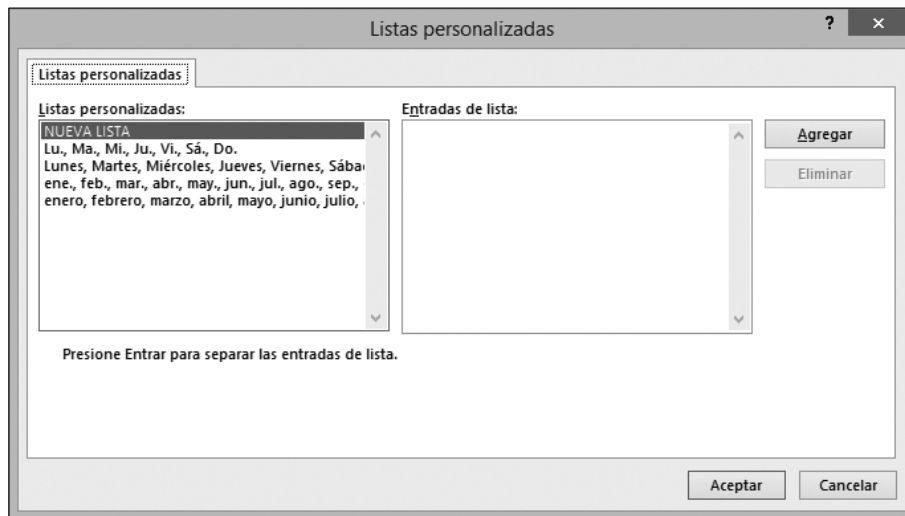 Listas personalizadas
?
×
Listas personalizadas
Listas personalizadas:
NUEVA LISTA
Lu., Ma., Mi., Ju., Vi., Sá., Do.
Lunes, Martes, Miércoles, Jueves, Viernes,
ene., feb., mar., abr., may., jun., jul., ago., sep.,
enero, febrero, marzo, abril, mayo, junio, julio,
Entradas de lista:
Agregar
Eliminar
Presione Entrar para separar las entradas de lista.
Aceptar
Cancelar